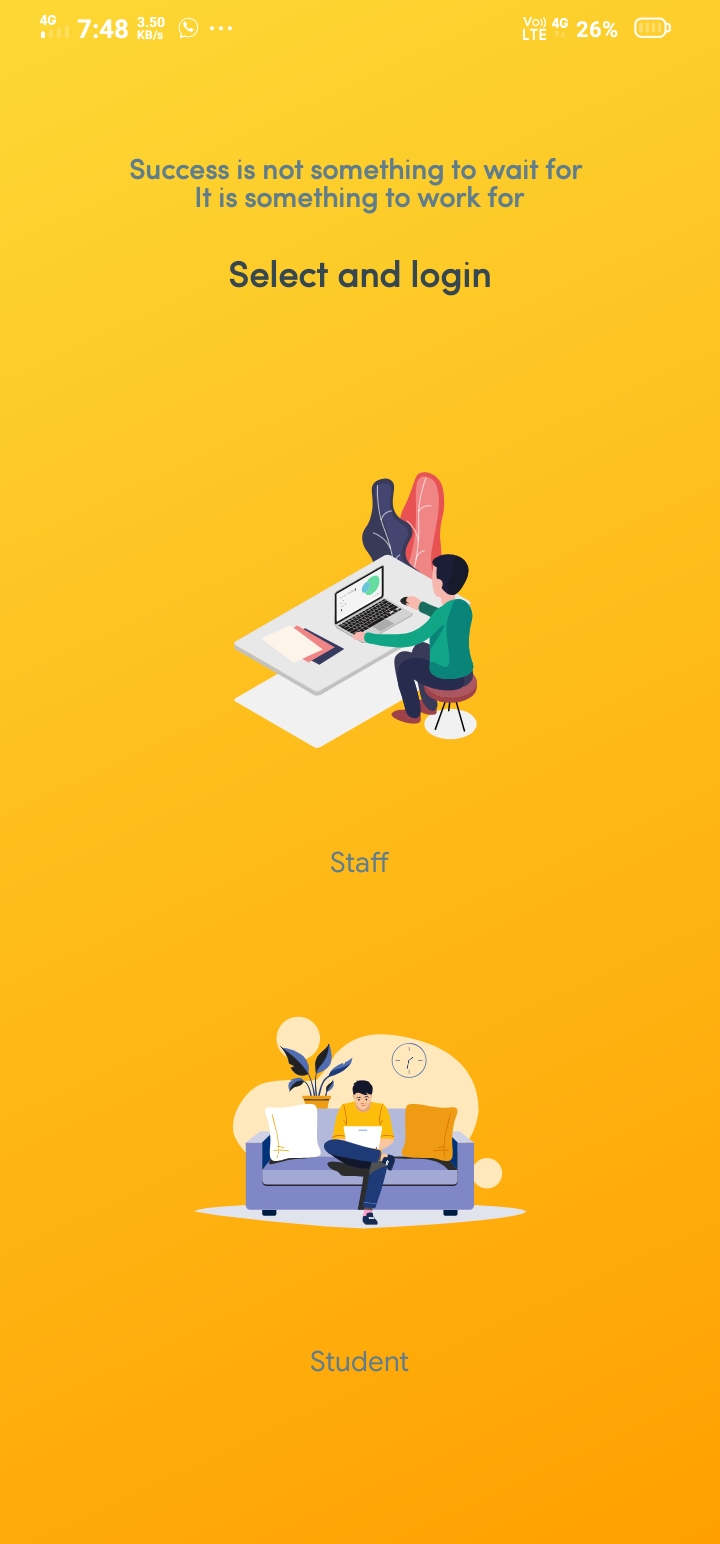 4G 7:48 3.50 KB/s
Vo)) LTE 4G 26%
Success is not something to wait for
It is something to work for
Select and login
Staff
Student